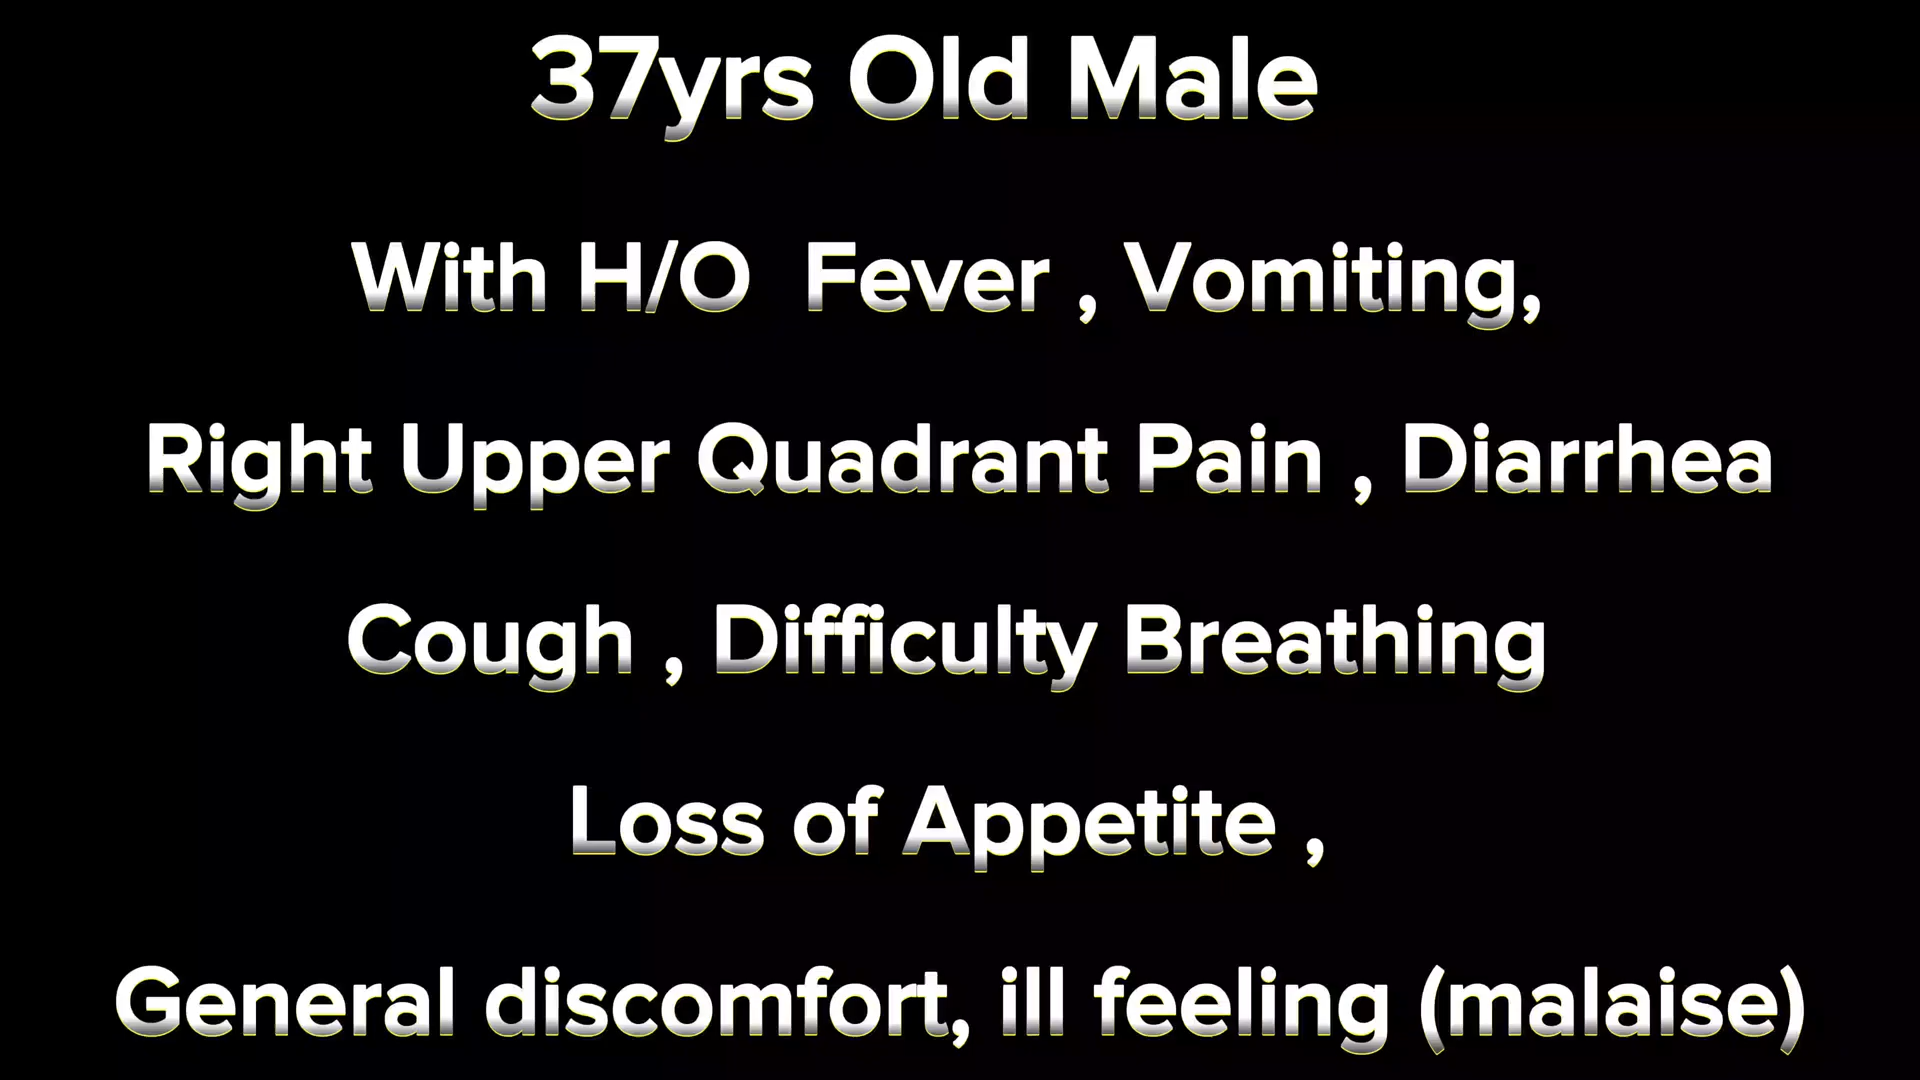 37yrs Old Male
With H/O Fever , Vomiting,
Right Upper Quadrant Pain , Diarrhea
Cough , Difficulty Breathing
Loss of Appetite ,
General discomfort, ill feeling (malaise)